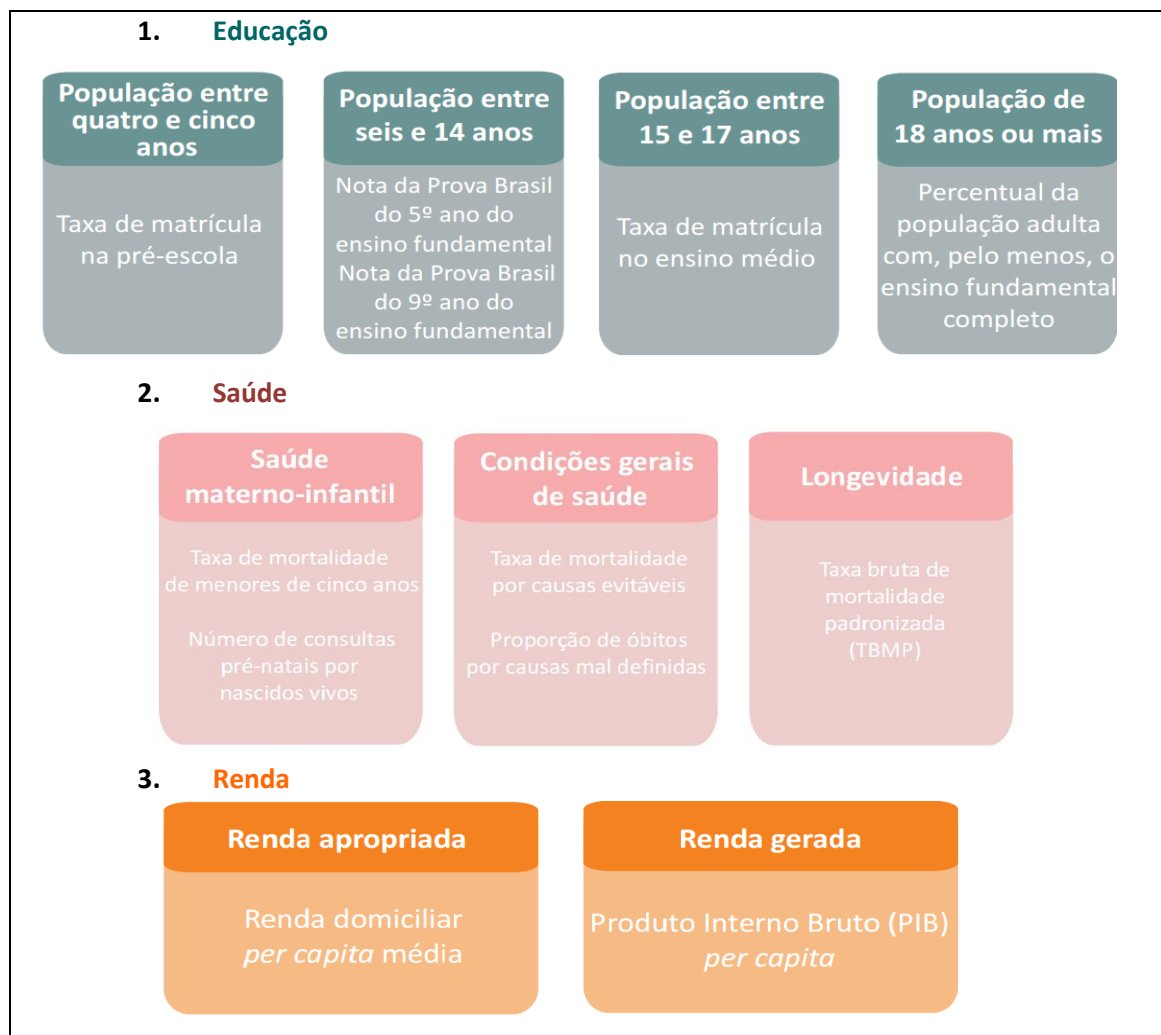 1. Educação
População entre
quatro e cinco
anos
Taxa de matrícula
na pré-escola
População entre
seis e 14 anos
Nota da Prova Brasil
do 5º ano do
ensino fundamental
Nota da Prova Brasil
do 9º ano do
ensino fundamental
População entre
15 e 17 anos
Taxa de matrícula
no ensino médio
População de
18 anos ou mais
Percentual da
população adulta
com, pelo menos, o
ensino fundamental
completo
2. Saúde
Saúde
materno-infantil
Taxa de mortalidade
de menores de cinco anos
Número de consultas
pré-natais por
nascidos vivos
Condições gerais
de saúde
Taxa de mortalidade
por causas evitáveis
Proporção de óbitos
por causas mal definidas
Longevidade
Taxa bruta de
mortalidade
padronizada
(TBMP)
3. Renda
Renda apropriada
Renda domiciliar
per capita média
Renda gerada
Produto Interno Bruto (PIB)
per capita